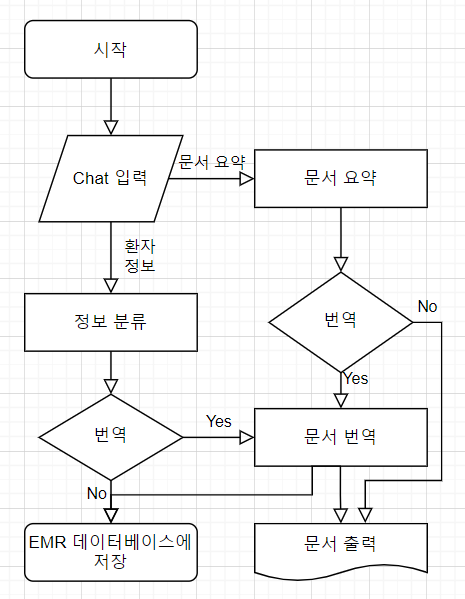 시작
Chat 입력
문서 요약
문서 요약
환자
정보
정보 분류
번역
No
번역
Yes
Yes
문서 번역
No
EMR 데이터베이스에
저장
문서 출력